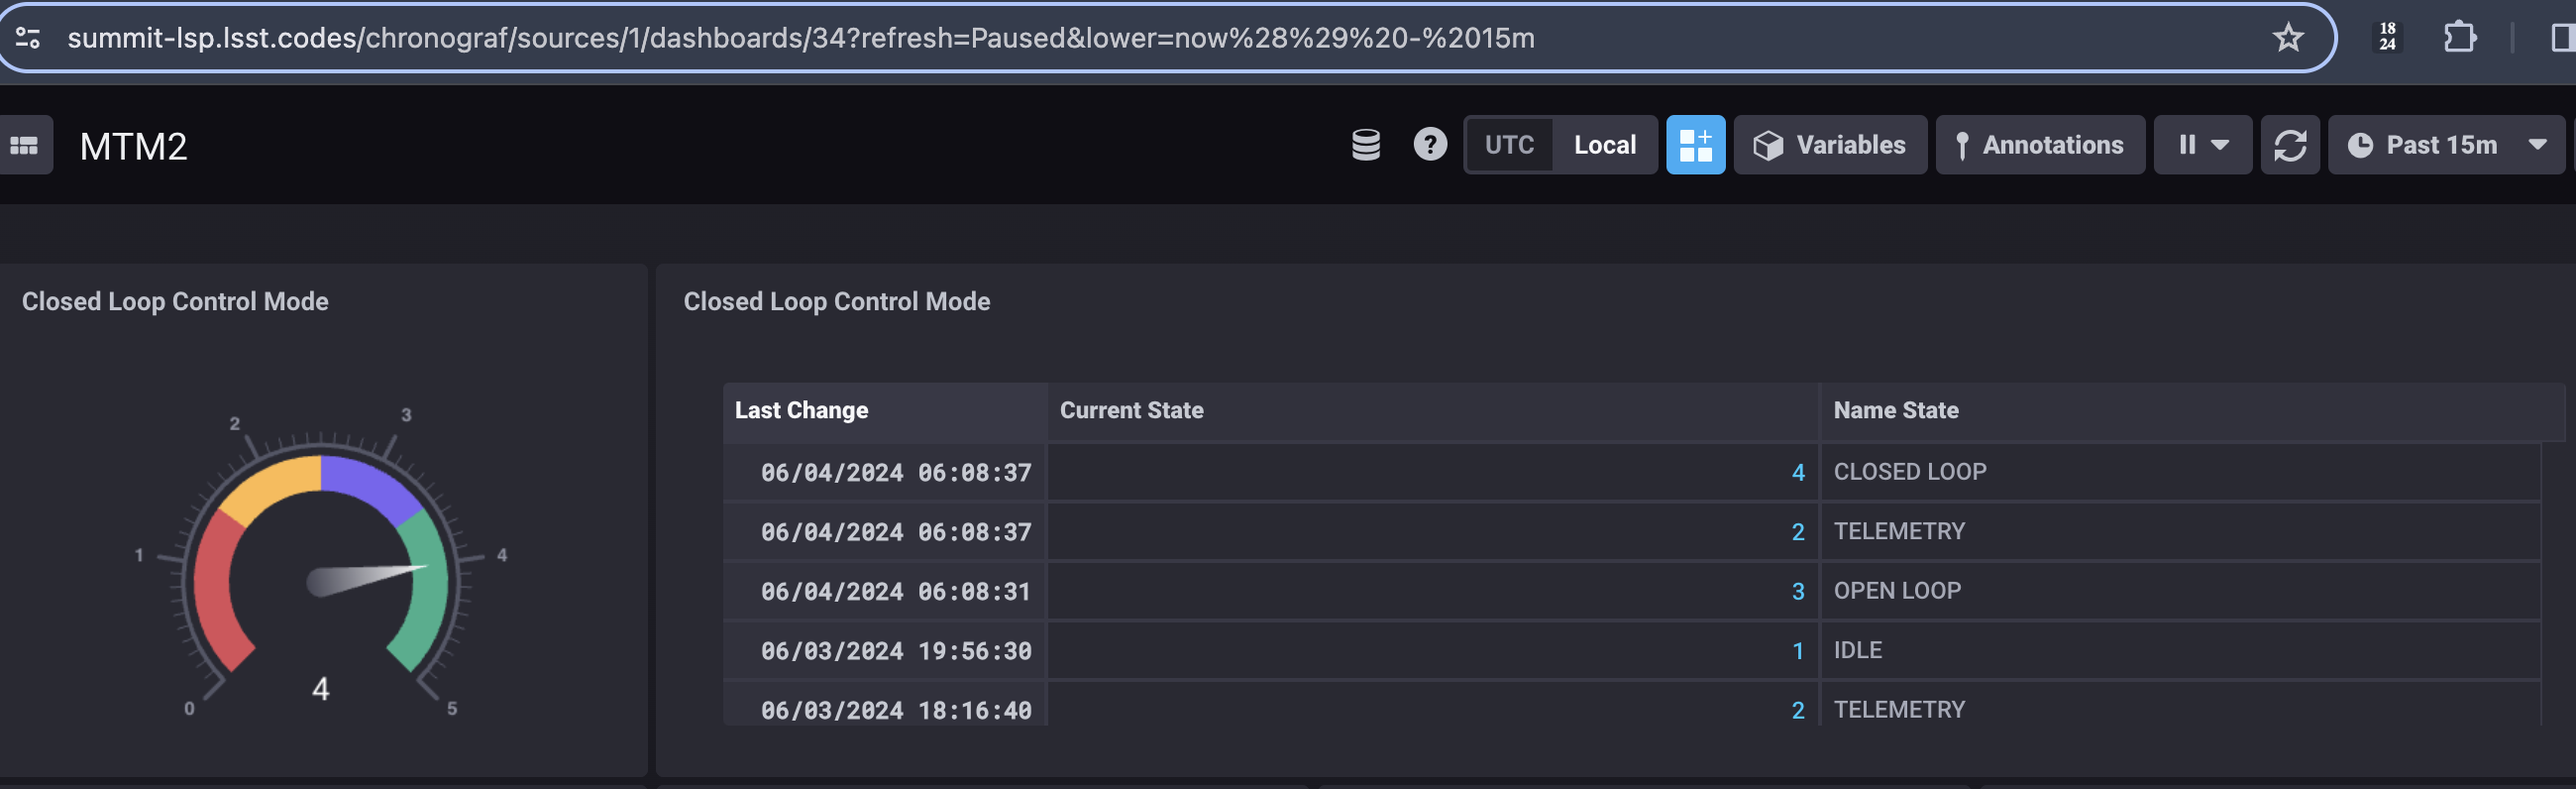 summit-lsp.lsst.codes/chronograf/sources/1/dashboards/34?refresh=Paused&lower=now%28%29%20-%2015m
18
24
MTM2
? UTC Local Variables Annotations Past 15m
Closed Loop Control Mode
0 1 2 3 4 5
4
Closed Loop Control Mode
Last Change Current State Name State
06/04/2024 06:08:37 4 CLOSED LOOP
06/04/2024 06:08:37 2 TELEMETRY
06/04/2024 06:08:31 3 OPEN LOOP
06/03/2024 19:56:30 1 IDLE
06/03/2024 18:16:40 2 TELEMETRY